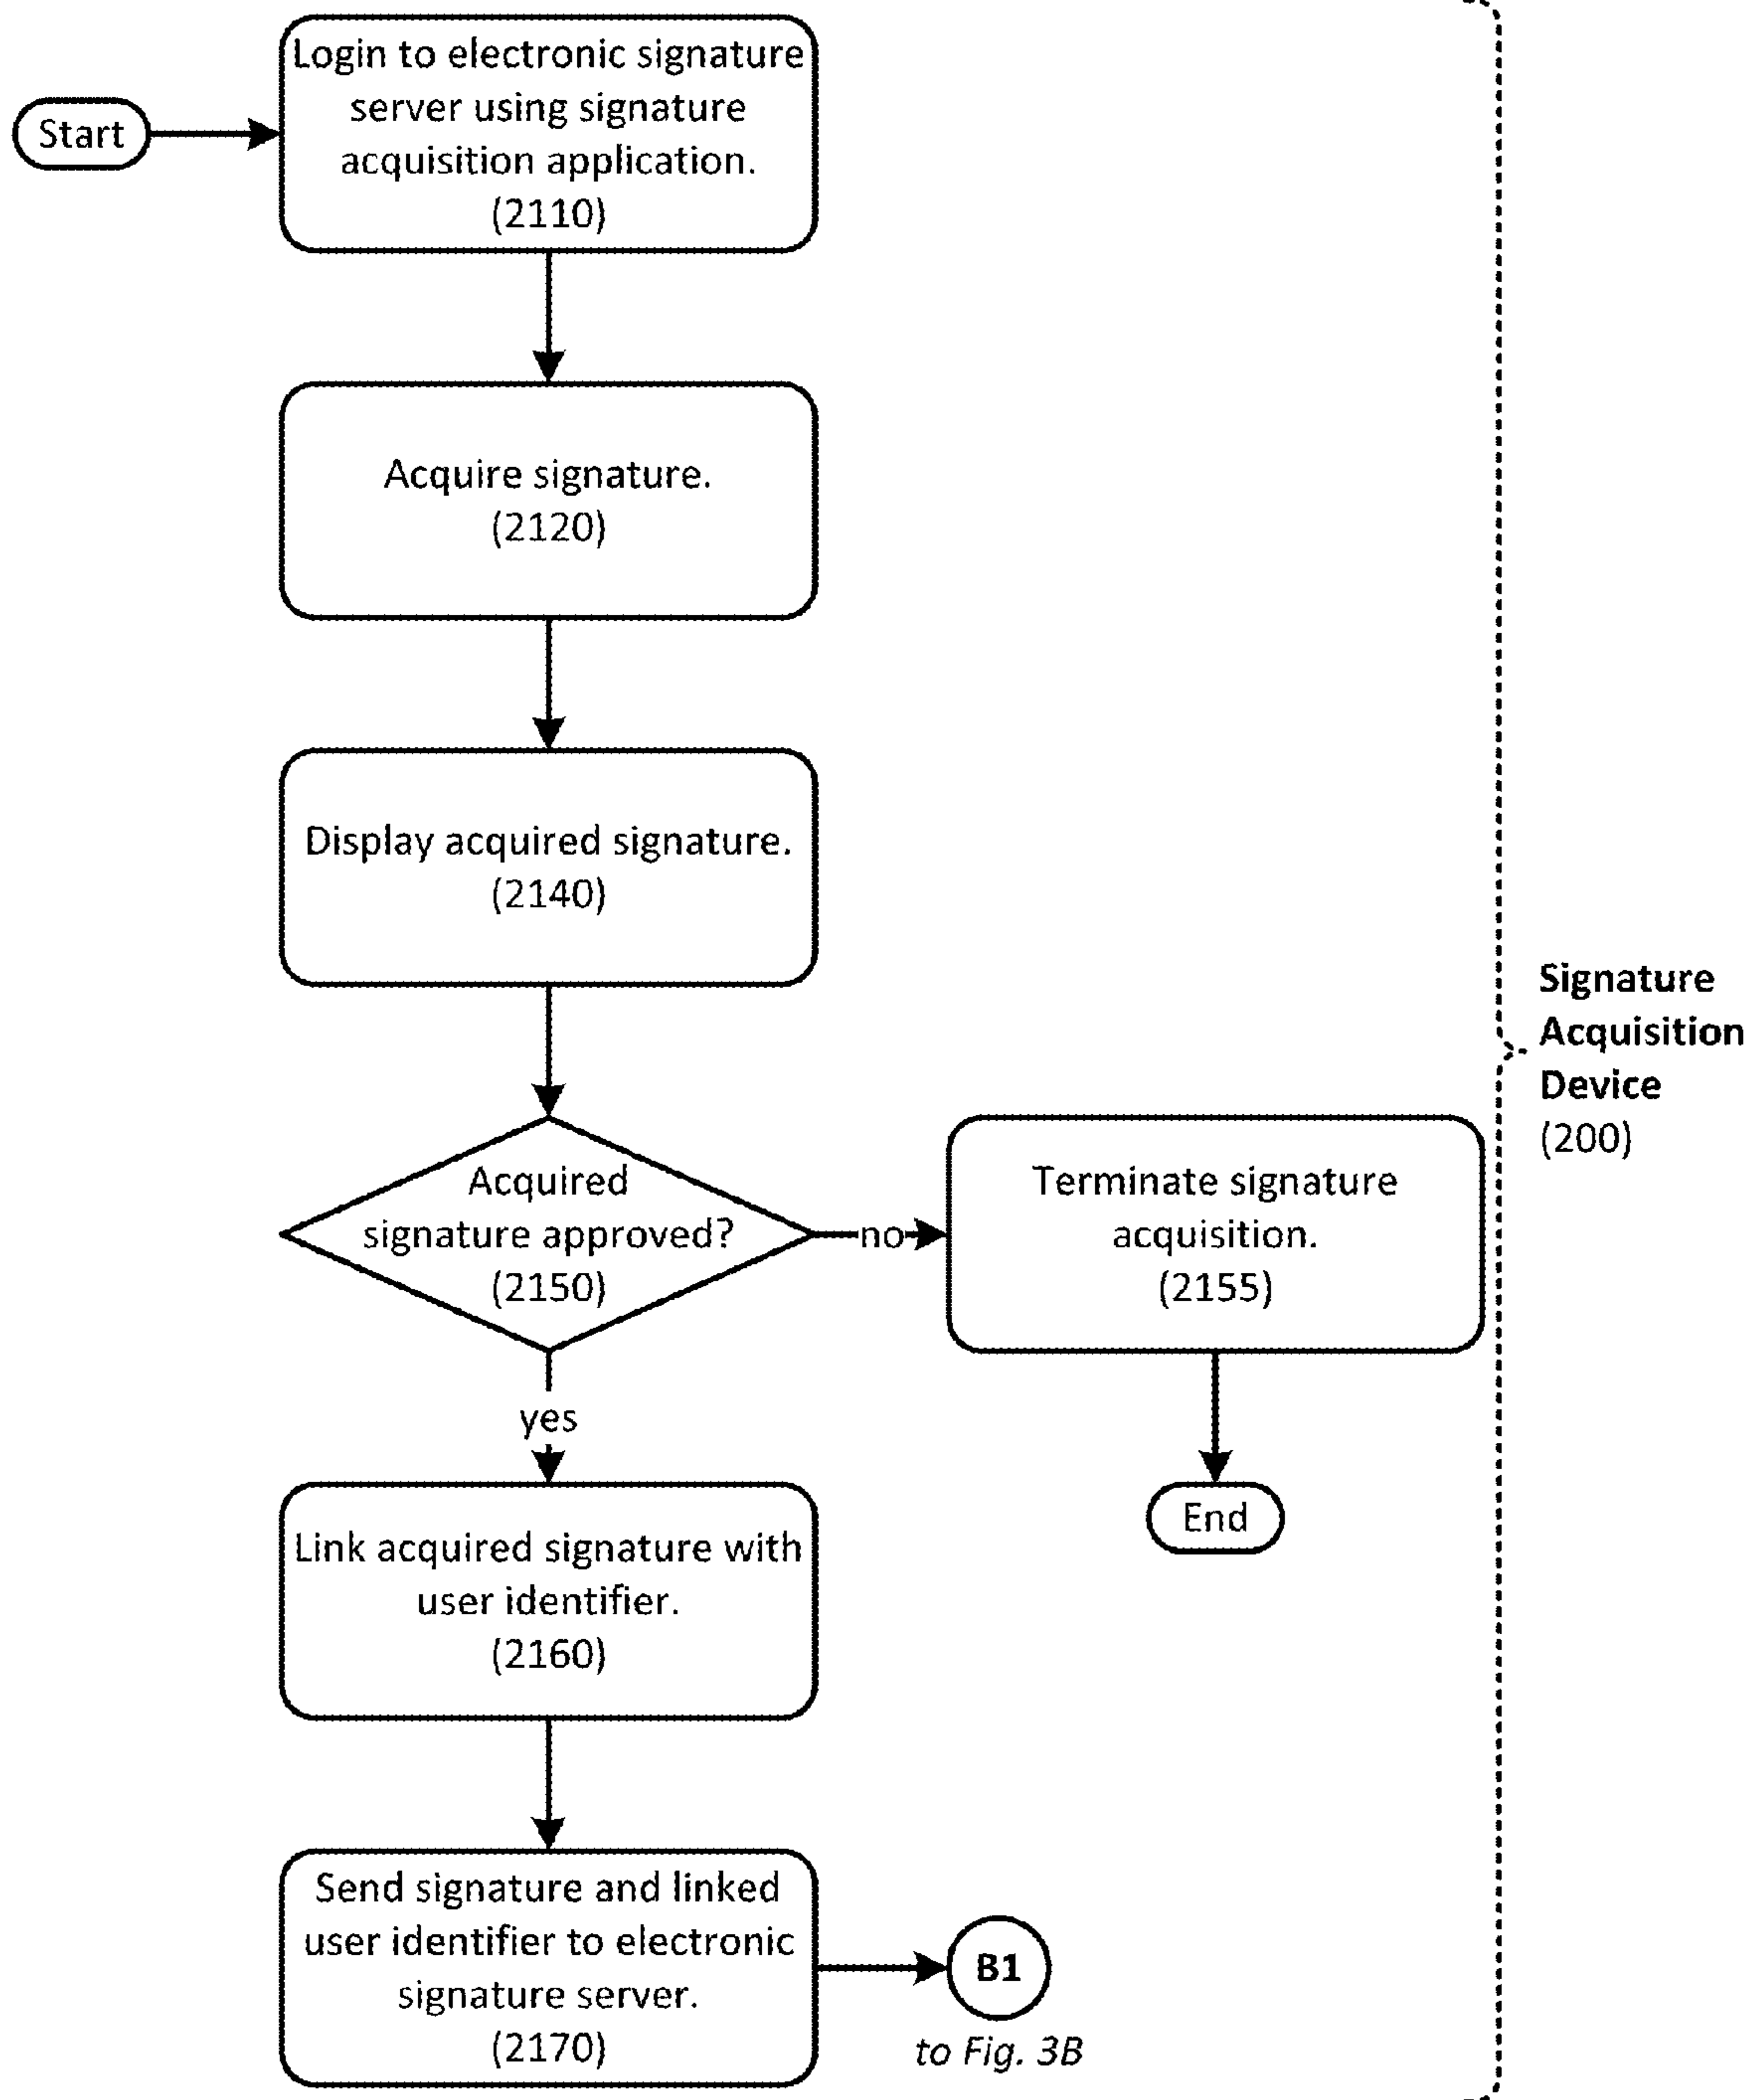 Start
Login to electronic signature
server using signature
acquisition application.
(2110)
Acquire signature.
(2120)
Display acquired signature.
(2140)
Acquired
signature approved?
(2150)
no
Terminate signature
acquisition.
(2155)
End
yes
Link acquired signature with
user identifier.
(2160)
Send signature and linked
user identifier to electronic
signature server.
(2170)
B1
to Fig. 3B
Signature
Acquisition
Device
(200)